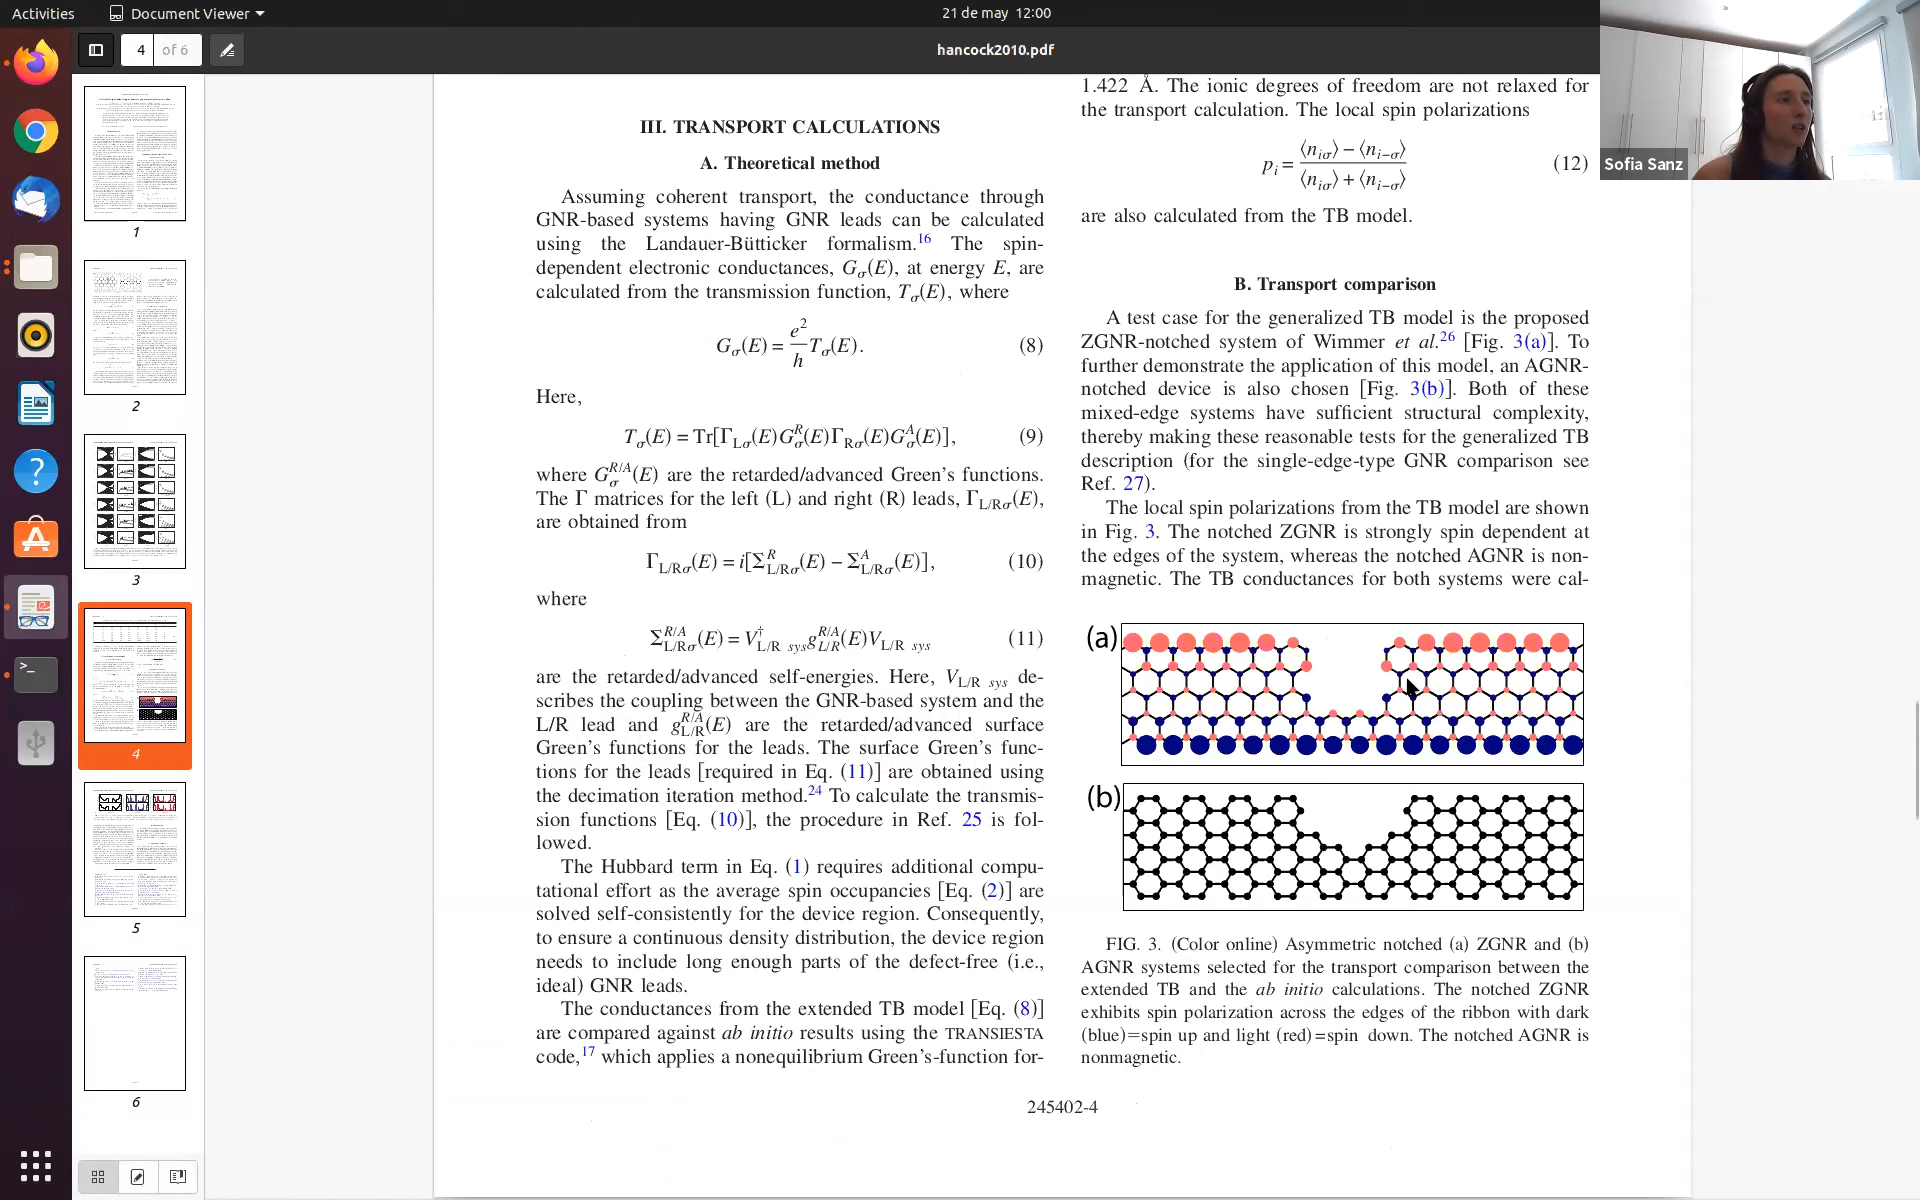 Activities
Document Viewer
21 de may 12:00
4 of 6
hancock2010.pdf
Sofia Sanz
1
2
3
4
5
6
III. TRANSPORT CALCULATIONS
A. Theoretical method
Assuming coherent transport, the conductance through
GNR-based systems having GNR leads can be calculated
using the Landauer-Bütticker formalism.16 The spin-
dependent electronic conductances, Gσ(E), at energy E, are
calculated from the transmission function, Tσ(E), where
Gσ(E) = e²/h Tσ(E). (8)
Here,
Tσ(E) = Tr[ΓLσ(E)GσR(E)ΓRσ(E)GσA(E)], (9)
where GσR/A(E) are the retarded/advanced Green's functions.
The Γ matrices for the left (L) and right (R) leads, ΓL/Rσ(E),
are obtained from
ΓL/Rσ(E) = i[ΣL/RσR(E) − ΣL/RσA(E)], (10)
where
ΣL/RσR/A(E) = V†L/R sys gL/RR/A(E)VL/R sys (11)
are the retarded/advanced self-energies. Here, VL/R sys de-
scribes the coupling between the GNR-based system and the
L/R lead and gL/RR/A(E) are the retarded/advanced surface
Green's functions for the leads. The surface Green's func-
tions for the leads [required in Eq. (11)] are obtained using
the decimation iteration method.24 To calculate the transmis-
sion functions [Eq. (10)], the procedure in Ref. 25 is fol-
lowed.
The Hubbard term in Eq. (1) requires additional compu-
tational effort as the average spin occupancies [Eq. (2)] are
solved self-consistently for the device region. Consequently,
to ensure a continuous density distribution, the device region
needs to include long enough parts of the defect-free (i.e.,
ideal) GNR leads.
The conductances from the extended TB model [Eq. (8)]
are compared against ab initio results using the TRANSIESTA
code,17 which applies a nonequilibrium Green's-function for-
1.422 Å. The ionic degrees of freedom are not relaxed for
the transport calculation. The local spin polarizations
pi = (⟨niσ⟩ − ⟨ni−σ⟩)/(⟨niσ⟩ + ⟨ni−σ⟩) (12)
are also calculated from the TB model.
B. Transport comparison
A test case for the generalized TB model is the proposed
ZGNR-notched system of Wimmer et al.26 [Fig. 3(a)]. To
further demonstrate the application of this model, an AGNR-
notched device is also chosen [Fig. 3(b)]. Both of these
mixed-edge systems have sufficient structural complexity,
thereby making these reasonable tests for the generalized TB
description (for the single-edge-type GNR comparison see
Ref. 27).
The local spin polarizations from the TB model are shown
in Fig. 3. The notched ZGNR is strongly spin dependent at
the edges of the system, whereas the notched AGNR is non-
magnetic. The TB conductances for both systems were cal-
(a)
(b)
FIG. 3. (Color online) Asymmetric notched (a) ZGNR and (b)
AGNR systems selected for the transport comparison between the
extended TB and the ab initio calculations. The notched ZGNR
exhibits spin polarization across the edges of the ribbon with dark
(blue)=spin up and light (red)=spin down. The notched AGNR is
nonmagnetic.
245402-4